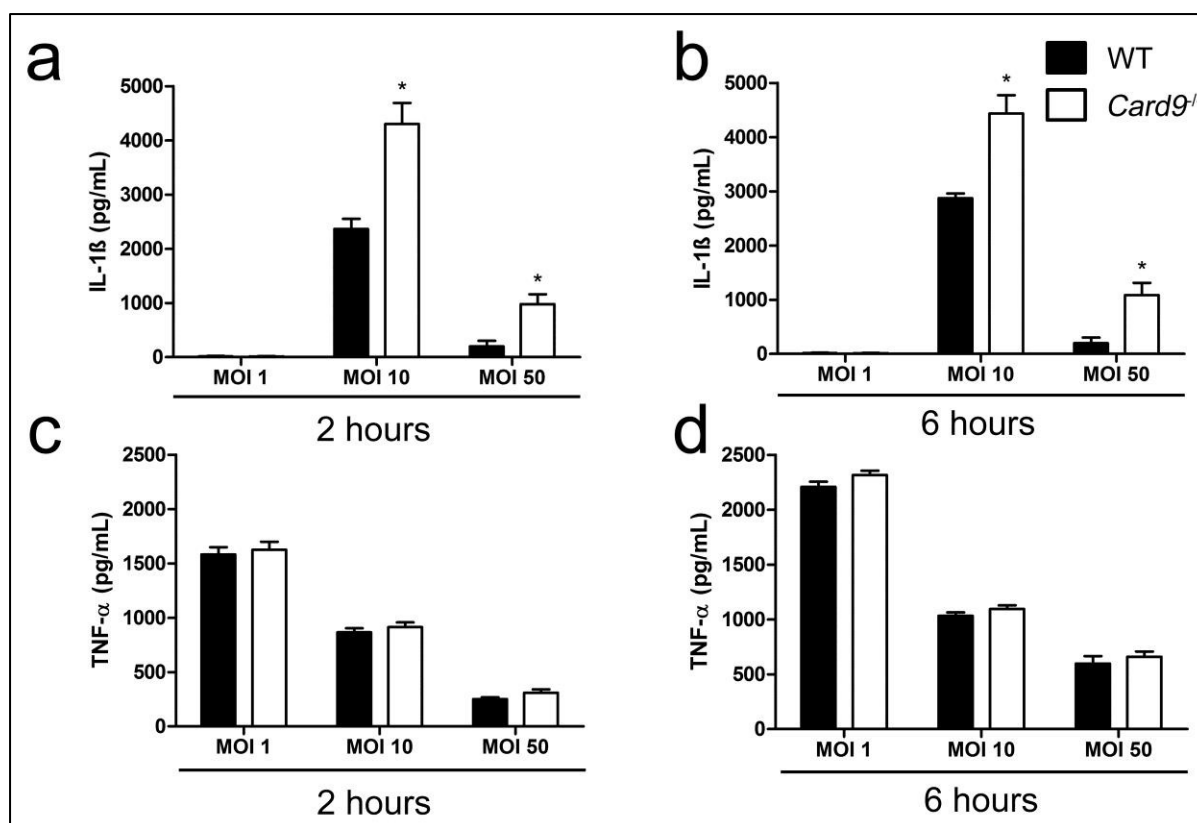 a
b
WT
Card9-/
5000
4000
3000
2000
1000
0
IL-1ß (pg/mL)
*
*
MOI 1 MOI 10 MOI 50
2 hours
5000
4000
3000
2000
1000
0
IL-1ß (pg/mL)
*
*
MOI 1 MOI 10 MOI 50
6 hours
c
d
2500
2000
1500
1000
500
0
TNF-α (pg/mL)
MOI 1 MOI 10 MOI 50
2 hours
2500
2000
1500
1000
500
0
TNF-α (pg/mL)
MOI 1 MOI 10 MOI 50
6 hours